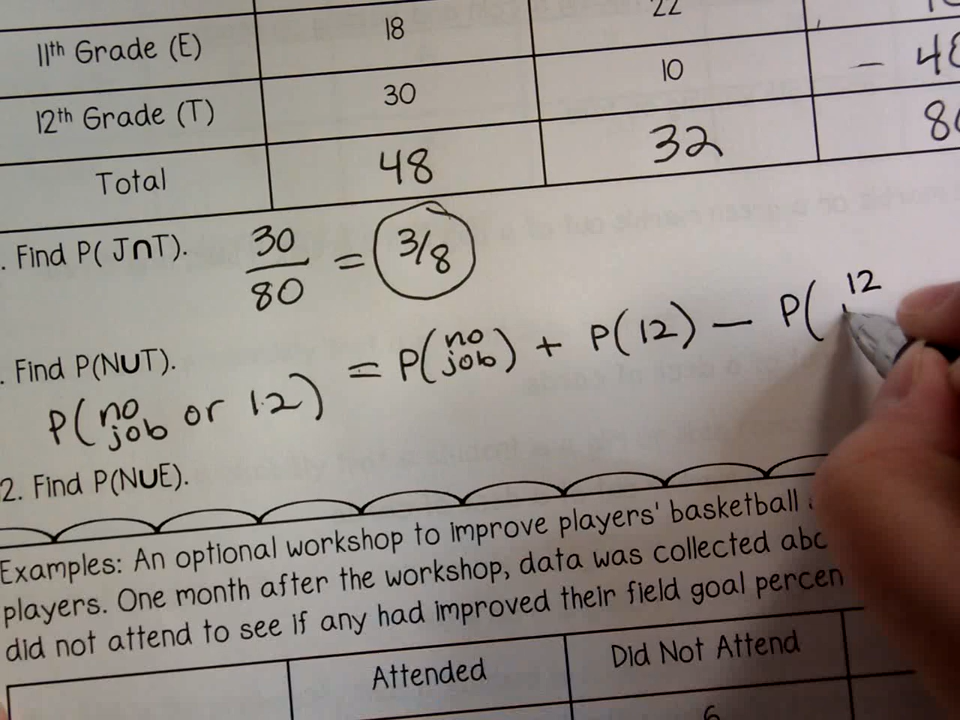 11th Grade (E) 18 22
12th Grade (T) 30 10 - 40
Total 48 32 80
. Find P( J∩T). 30/80 = 3/8
. Find P(N∪T). = P(no job) + P(12) - P(12
P(no job or 12)
2. Find P(N∪E).
Examples: An optional workshop to improve players' basketball
players. One month after the workshop, data was collected
did not attend to see if any had improved their field goal
Attended Did Not Attend
6